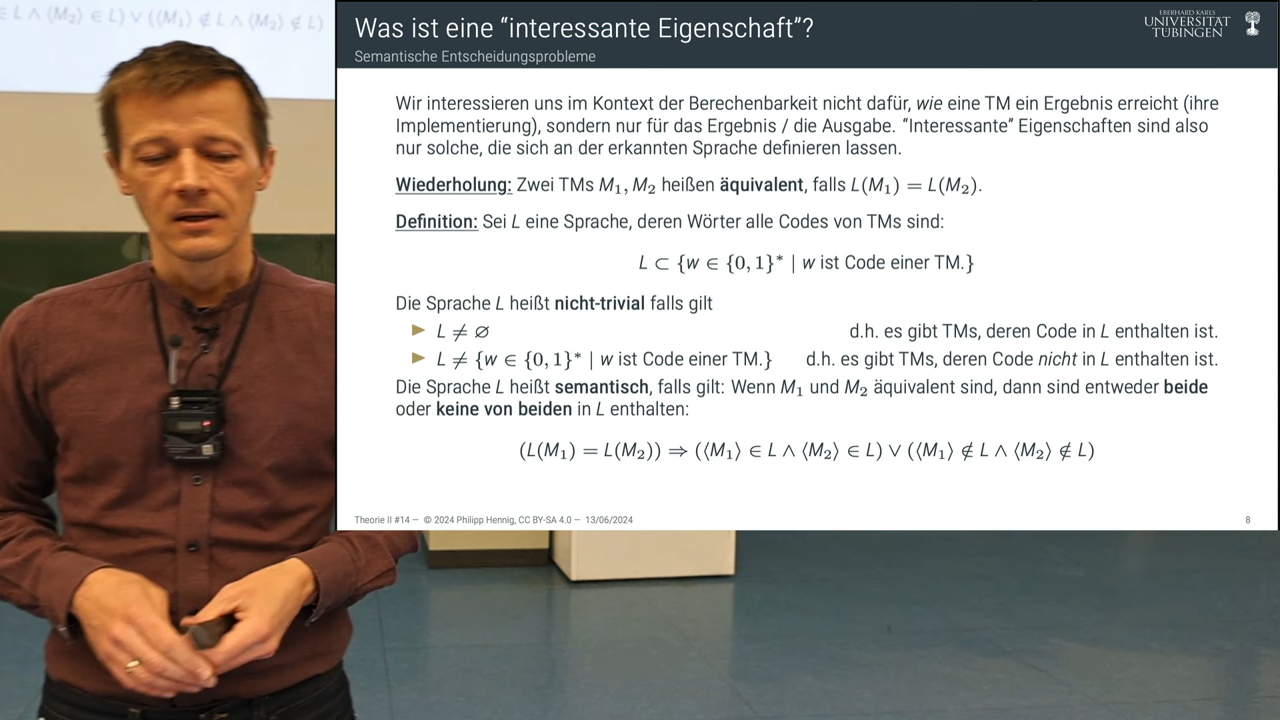 ∈ L ∧ ⟨M₂⟩ ∈ L) ∨ (⟨M₁⟩ ∉ L ∧ ⟨M₂⟩ ∉ L)
Was ist eine “interessante Eigenschaft”?
Semantische Entscheidungsprobleme
EBERHARD KARLS
UNIVERSITÄT
TÜBINGEN
Wir interessieren uns im Kontext der Berechenbarkeit nicht dafür, wie eine TM ein Ergebnis erreicht (ihre
Implementierung), sondern nur für das Ergebnis / die Ausgabe. “Interessante” Eigenschaften sind also
nur solche, die sich an der erkannten Sprache definieren lassen.
Wiederholung: Zwei TMs M₁, M₂ heißen äquivalent, falls L(M₁) = L(M₂).
Definition: Sei L eine Sprache, deren Wörter alle Codes von TMs sind:
L ⊂ {w ∈ {0, 1}* | w ist Code einer TM.}
Die Sprache L heißt nicht-trivial falls gilt
► L ≠ ∅ d.h. es gibt TMs, deren Code in L enthalten ist.
► L ≠ {w ∈ {0, 1}* | w ist Code einer TM.} d.h. es gibt TMs, deren Code nicht in L enthalten ist.
Die Sprache L heißt semantisch, falls gilt: Wenn M₁ und M₂ äquivalent sind, dann sind entweder beide
oder keine von beiden in L enthalten:
(L(M₁) = L(M₂)) ⇒ (⟨M₁⟩ ∈ L ∧ ⟨M₂⟩ ∈ L) ∨ (⟨M₁⟩ ∉ L ∧ ⟨M₂⟩ ∉ L)
Theorie II #14 — © 2024 Philipp Hennig, CC BY-SA 4.0 — 13/06/2024 8